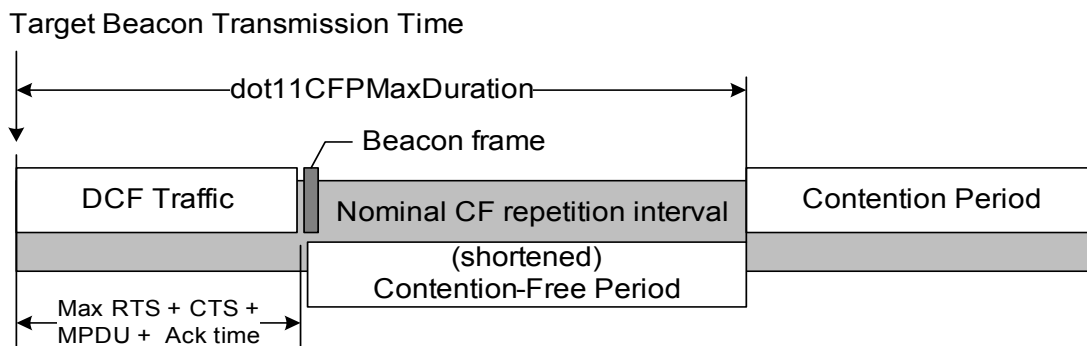 Target Beacon Transmission Time
dot11CFPMaxDuration
Beacon frame
DCF Traffic
Nominal CF repetition interval
Contention Period
(shortened)
Contention-Free Period
Max RTS + CTS +
MPDU + Ack time